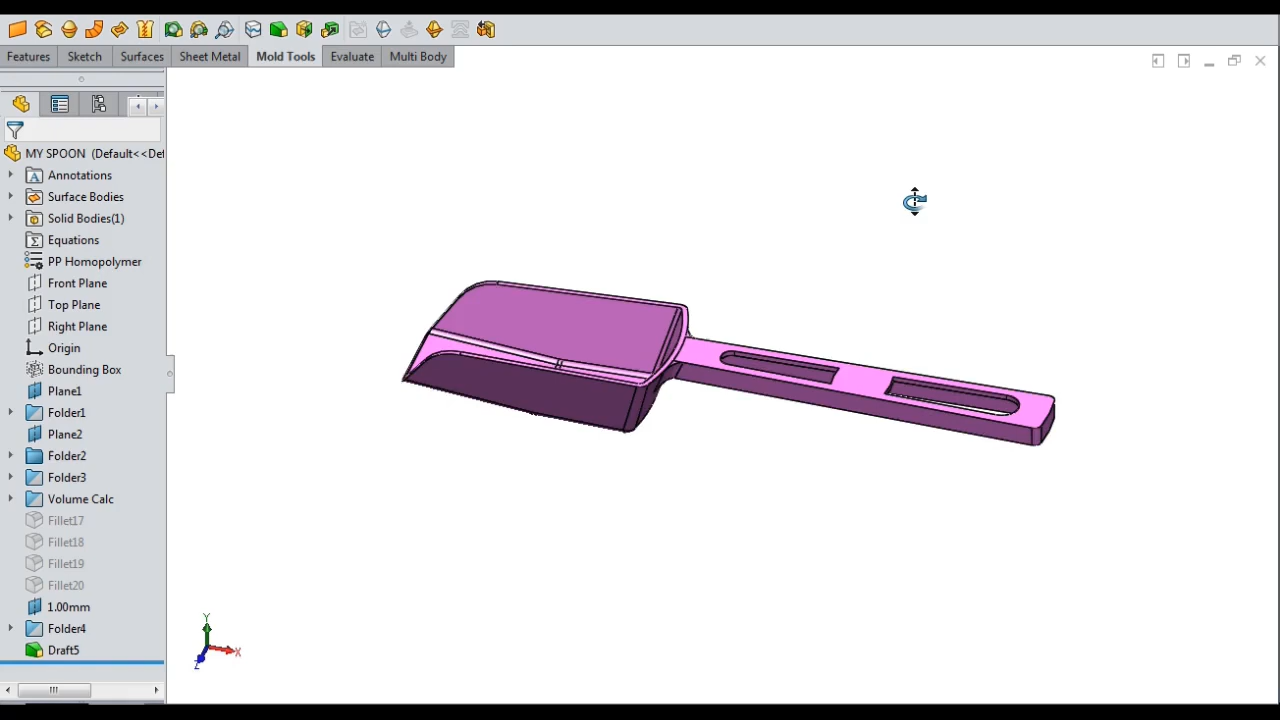 Features Sketch Surfaces Sheet Metal Mold Tools Evaluate Multi Body
MY SPOON (Default<<Def
Annotations
Surface Bodies
Solid Bodies(1)
Equations
PP Homopolymer
Front Plane
Top Plane
Right Plane
Origin
Bounding Box
Plane1
Folder1
Plane2
Folder2
Folder3
Volume Calc
Fillet17
Fillet18
Fillet19
Fillet20
1.00mm
Folder4
Draft5
Y
X
Z